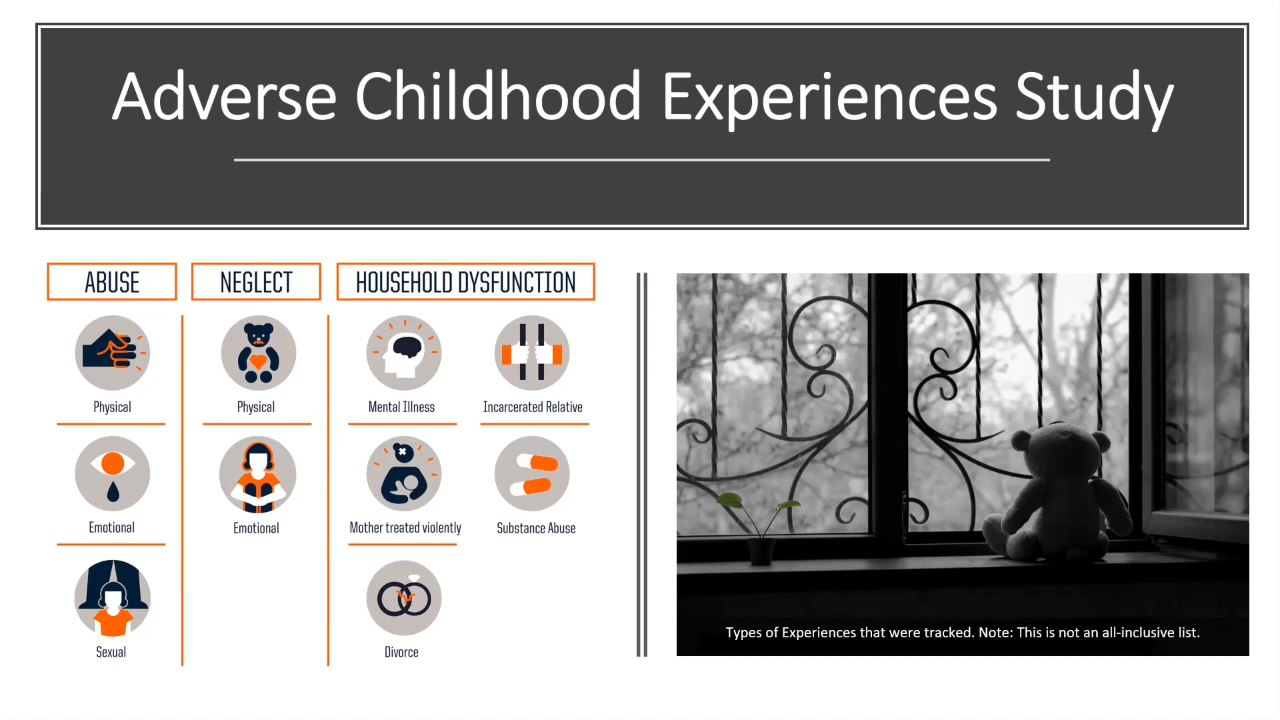 Adverse Childhood Experiences Study
ABUSE
NEGLECT
HOUSEHOLD DYSFUNCTION
Physical
Physical
Mental Illness
Incarcerated Relative
Emotional
Emotional
Mother treated violently
Substance Abuse
Sexual
Divorce
Types of Experiences that were tracked. Note: This is not an all-inclusive list.